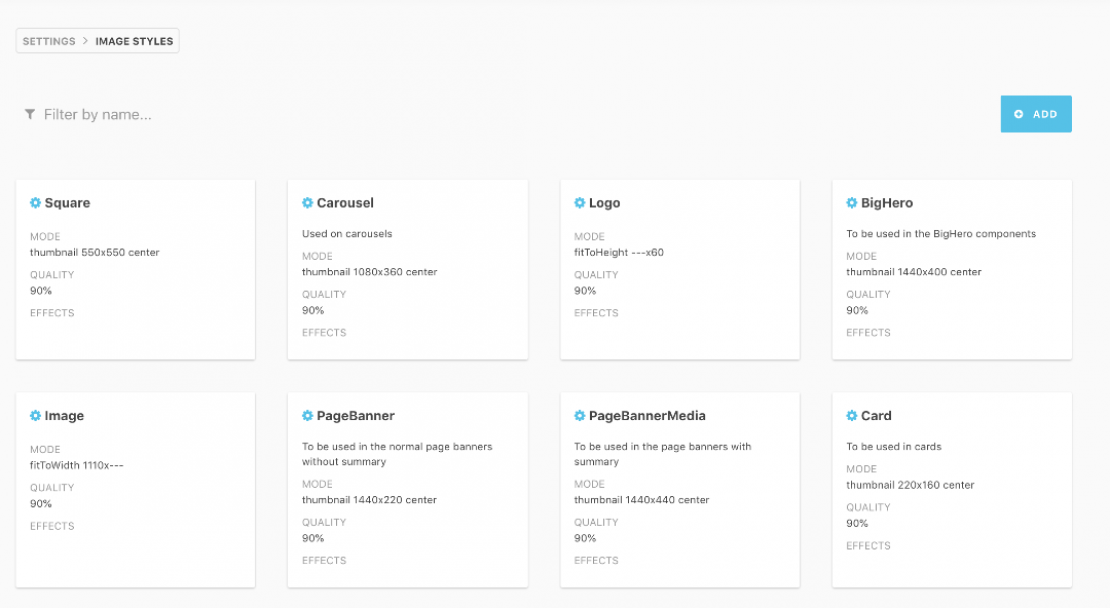 SETTINGS > IMAGE STYLES
Filter by name...
ADD
Square
MODE
thumbnail 550x550 center
QUALITY
90%
EFFECTS
Carousel
Used on carousels
MODE
thumbnail 1080x360 center
QUALITY
90%
EFFECTS
Logo
MODE
fitToHeight ---x60
QUALITY
90%
EFFECTS
BigHero
To be used in the BigHero components
MODE
thumbnail 1440x400 center
QUALITY
90%
EFFECTS
Image
MODE
fitToWidth 1110x---
QUALITY
90%
EFFECTS
PageBanner
To be used in the normal page banners
without summary
MODE
thumbnail 1440x220 center
QUALITY
90%
EFFECTS
PageBannerMedia
To be used in the page banners with
summary
MODE
thumbnail 1440x440 center
QUALITY
90%
EFFECTS
Card
To be used in cards
MODE
thumbnail 220x160 center
QUALITY
90%
EFFECTS